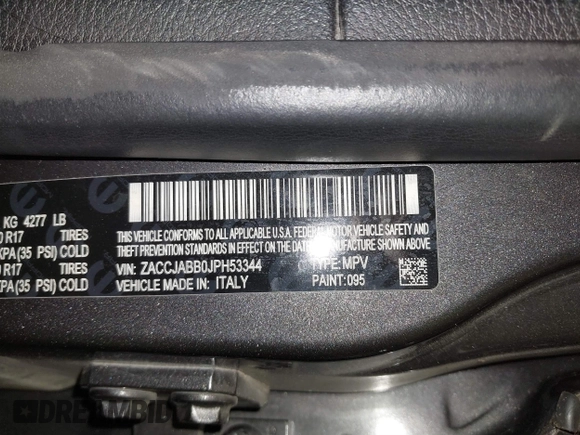 THIS VEHICLE CONFORMS TO ALL APPLICABLE U.S.A. FEDERAL MOTOR VEHICLE SAFETY,
BUMPER, AND THEFT PREVENTION STANDARDS IN EFFECT ON THE DATE OF MANUFACTURE SHOWN ABOVE.
KG 4277 LB
R17 TIRES
KPA(35 PSI) COLD
R17 TIRES
KPA(35 PSI) COLD
VIN: ZACCJABB0JPH53344 TYPE: MPV
VEHICLE MADE IN: ITALY PAINT: 095
DREAMBID